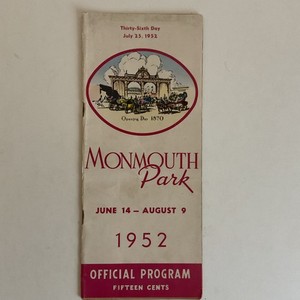 Thirty-Sixth Day
July 25, 1952
Opening Day 1870
MONMOUTH
Park
JUNE 14 – AUGUST 9
1952
OFFICIAL PROGRAM
FIFTEEN CENTS